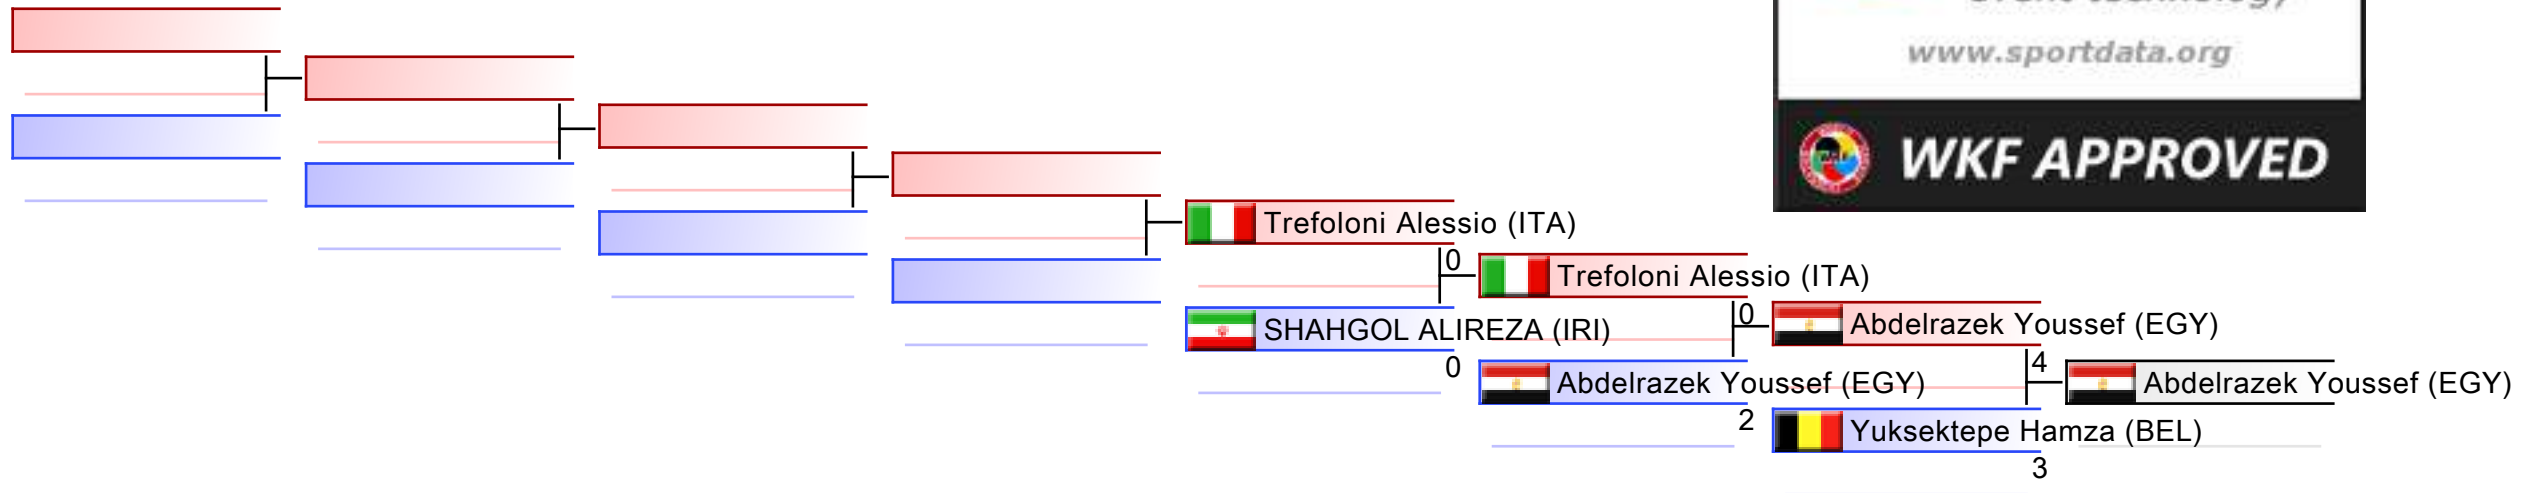 www.sportdata.org
WKF APPROVED
Trefoloni Alessio (ITA)
0
Trefoloni Alessio (ITA)
SHAHGOL ALIREZA (IRI)
0
0
Abdelrazek Youssef (EGY)
Abdelrazek Youssef (EGY)
2
4
Abdelrazek Youssef (EGY)
Yuksektepe Hamza (BEL)
3